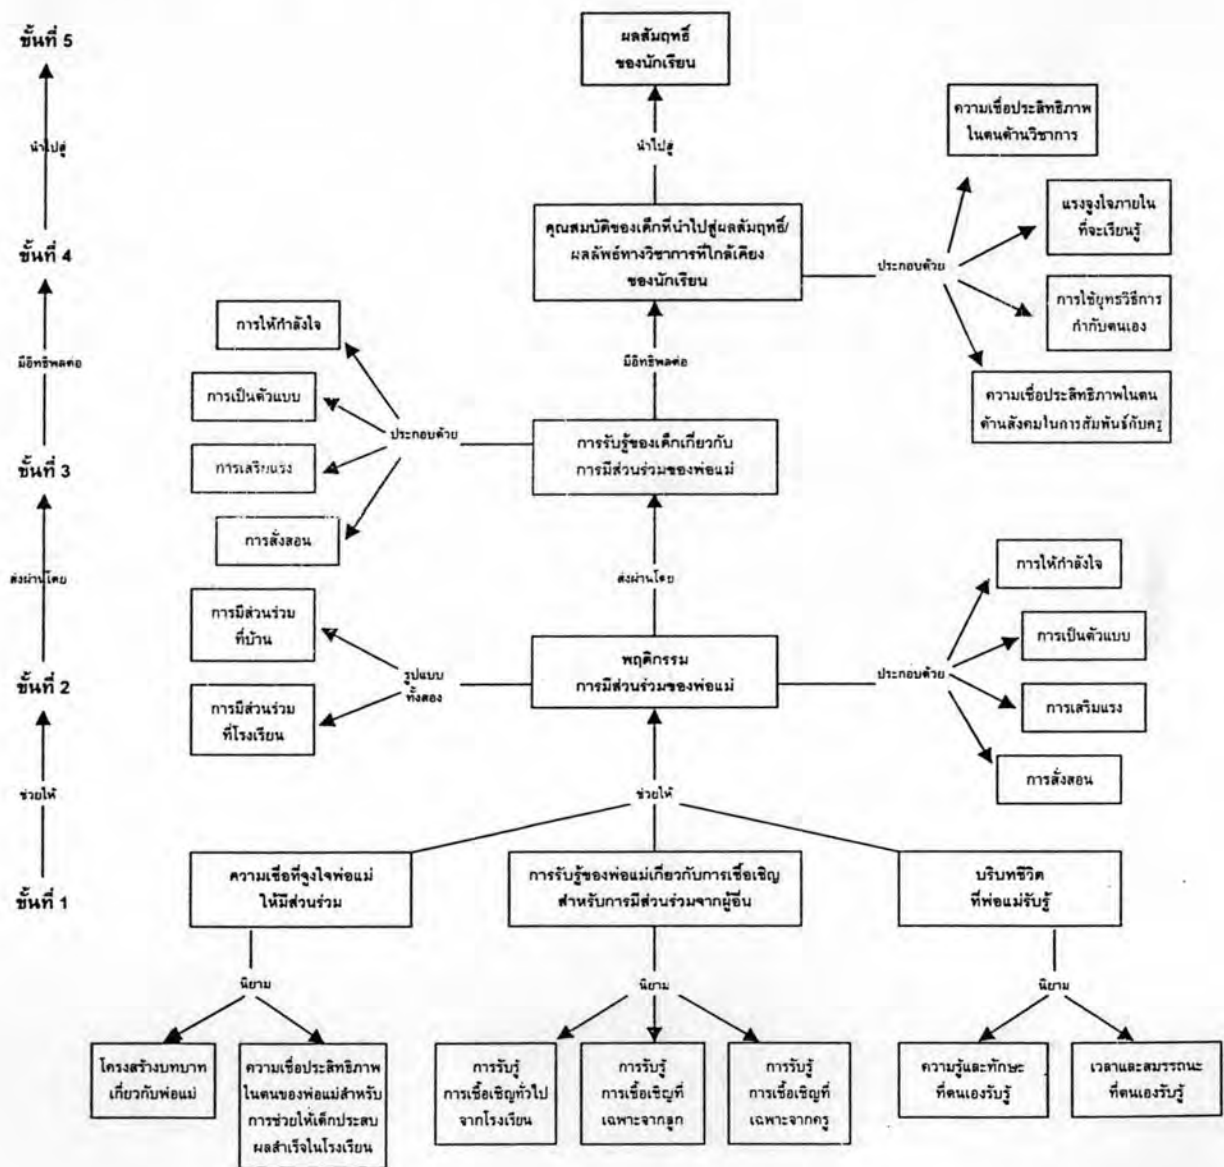 ขั้นที่ 5
ผลสัมฤทธิ์
ของนักเรียน
นำไปสู่
นำไปสู่
ความเชื่อประสิทธิภาพ
ในตนด้านวิชาการ
แรงจูงใจภายใน
ที่จะเรียนรู้
ขั้นที่ 4
คุณสมบัติของเด็กที่นำไปสู่ผลสัมฤทธิ์/
ผลลัพธ์ทางวิชาการที่ใกล้เคียง
ของนักเรียน
ประกอบด้วย
การใช้ยุทธวิธีการ
กำกับตนเอง
ความเชื่อประสิทธิภาพในตน
ด้านสังคมในการสัมพันธ์กับครู
มีอิทธิพลต่อ
มีอิทธิพลต่อ
การให้กำลังใจ
การเป็นตัวแบบ
ประกอบด้วย
การเสริมแรง
การสั่งสอน
ขั้นที่ 3
การรับรู้ของเด็กเกี่ยวกับ
การมีส่วนร่วมของพ่อแม่
ส่งผ่านโดย
ส่งผ่านโดย
การมีส่วนร่วม
ที่บ้าน
รูปแบบ
ทั้งสอง
การมีส่วนร่วม
ที่โรงเรียน
ขั้นที่ 2
พฤติกรรม
การมีส่วนร่วมของพ่อแม่
ประกอบด้วย
การให้กำลังใจ
การเป็นตัวแบบ
การเสริมแรง
การสั่งสอน
ช่วยให้
ช่วยให้
ขั้นที่ 1
ความเชื่อที่จูงใจพ่อแม่
ให้มีส่วนร่วม
การรับรู้ของพ่อแม่เกี่ยวกับการเชื้อเชิญ
สำหรับการมีส่วนร่วมจากผู้อื่น
บริบทชีวิต
ที่พ่อแม่รับรู้
นิยาม
นิยาม
นิยาม
โครงสร้างบทบาท
เกี่ยวกับพ่อแม่
ความเชื่อประสิทธิภาพ
ในตนของพ่อแม่สำหรับ
การช่วยให้เด็กประสบ
ผลสำเร็จในโรงเรียน
การรับรู้
การเชื้อเชิญทั่วไป
จากโรงเรียน
การรับรู้
การเชื้อเชิญที่
เฉพาะจากลูก
การรับรู้
การเชื้อเชิญที่
เฉพาะจากครู
ความรู้และทักษะ
ที่ตนเองรับรู้
เวลาและสมรรถนะ
ที่ตนเองรับรู้